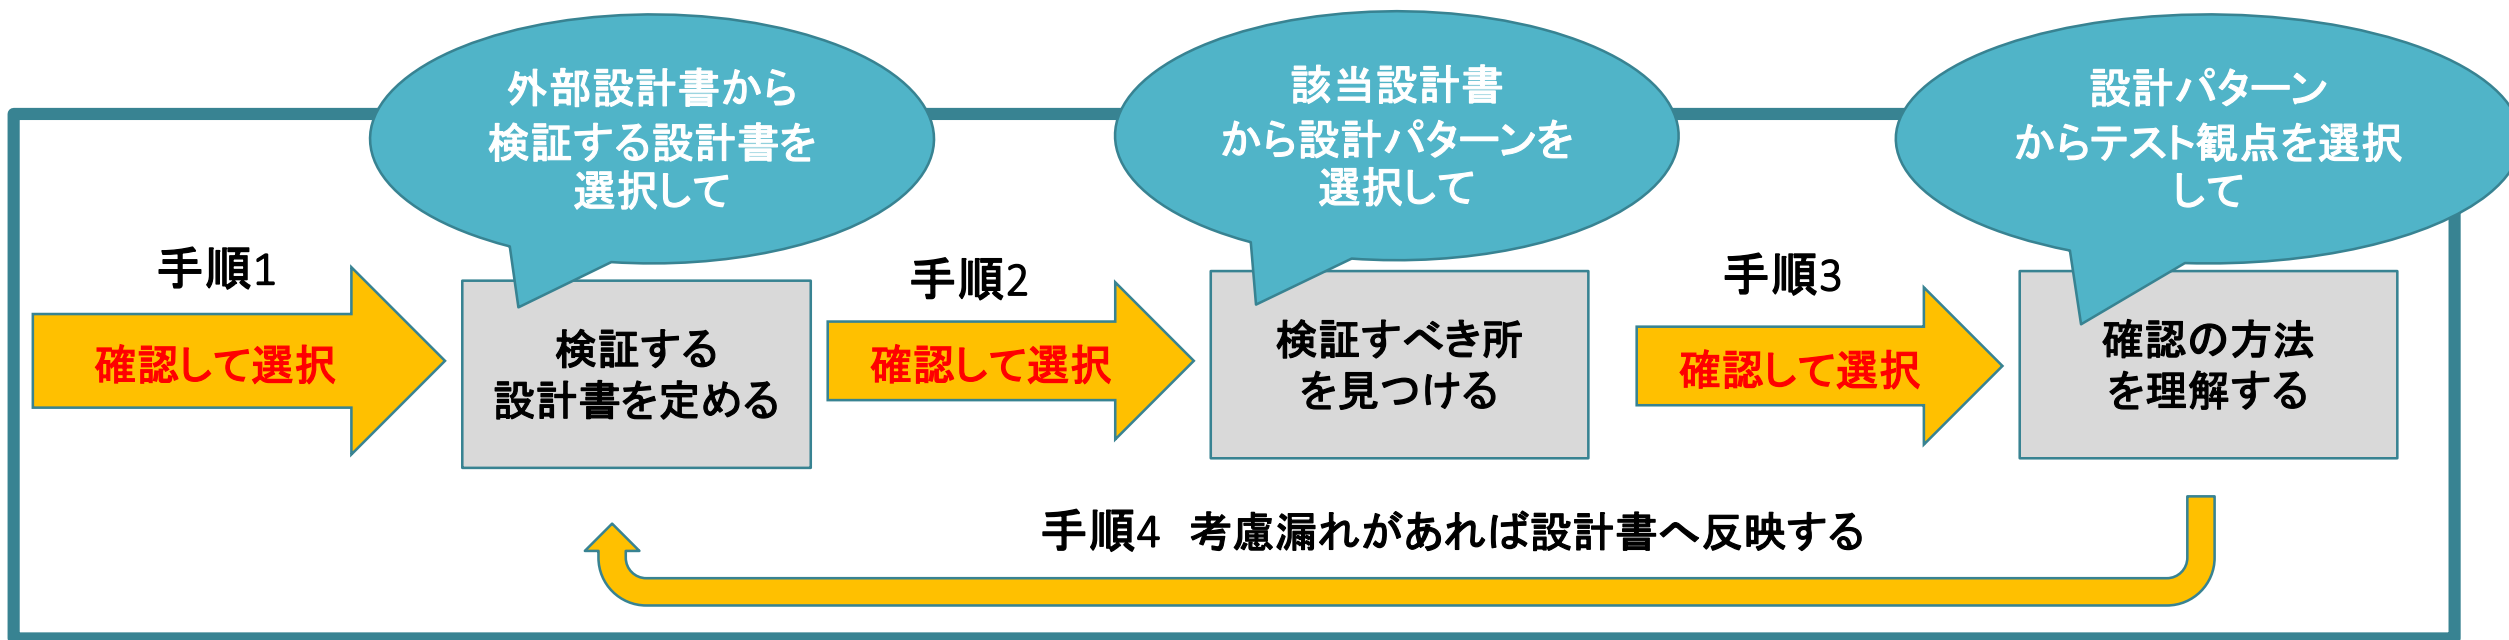 外部設計書から
検証する設計書を
選択して
該当設計書
から設計パターンを
選択して
設計パターン
からテスト観点を選択
して
手順1
確認して選択
検証する
設計書を定める
手順2
確認して選択
検証すべき所
を見つける
手順3
確認して選択
確認の方法
を理解する
手順4 考慮漏れがあれば設計書へ反映する